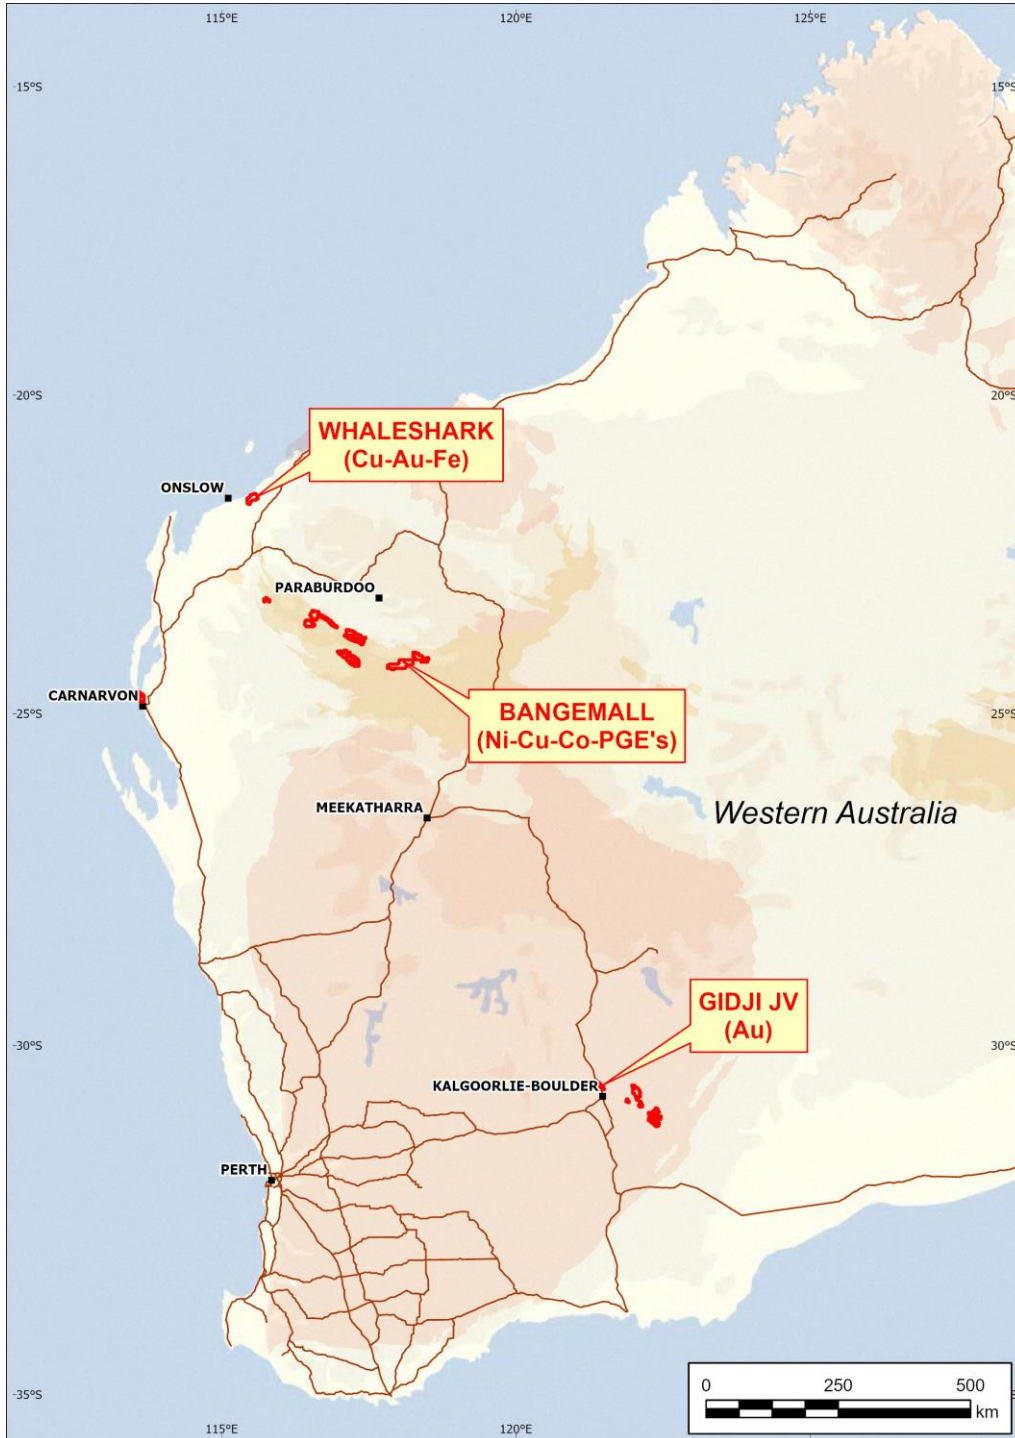 115°E
120°E
125°E
15°S
15°S
20°S
20°S
WHALESHARK
(Cu-Au-Fe)
ONSLOW
PARABURDOO
CARNARVON
25°S
25°S
BANGEMALL
(Ni-Cu-Co-PGE's)
MEEKATHARRA
Western Australia
GIDJI JV
(Au)
30°S
30°S
KALGOORLIE-BOULDER
PERTH
35°S
0
250
500
km
115°E
120°E